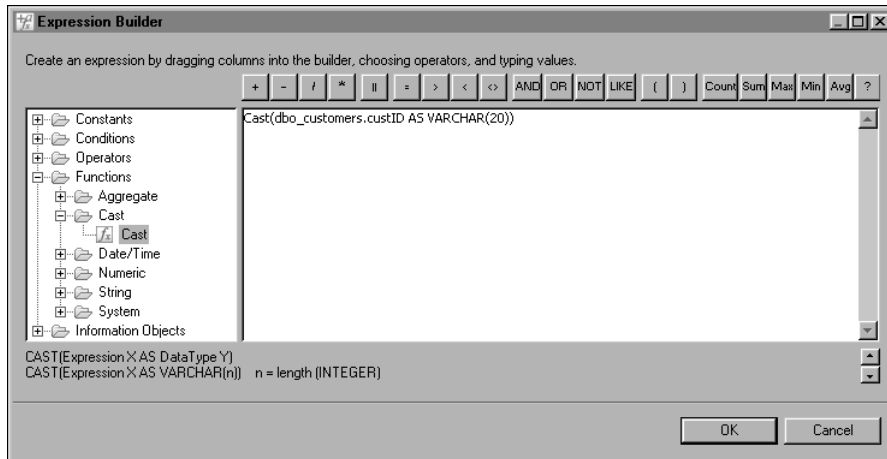 Expression Builder
Create an expression by dragging columns into the builder, choosing operators, and typing values.
+ - / * || = > < <> AND OR NOT LIKE ( ) Count Sum Max Min Avg ?
Constants
Conditions
Operators
Functions
Aggregate
Cast
fx Cast
Date/Time
Numeric
String
System
Information Objects
Cast(dbo_customers.custID AS VARCHAR(20))
CAST(Expression X AS DataType Y)
CAST(Expression X AS VARCHAR(n)) n = length (INTEGER)
OK Cancel